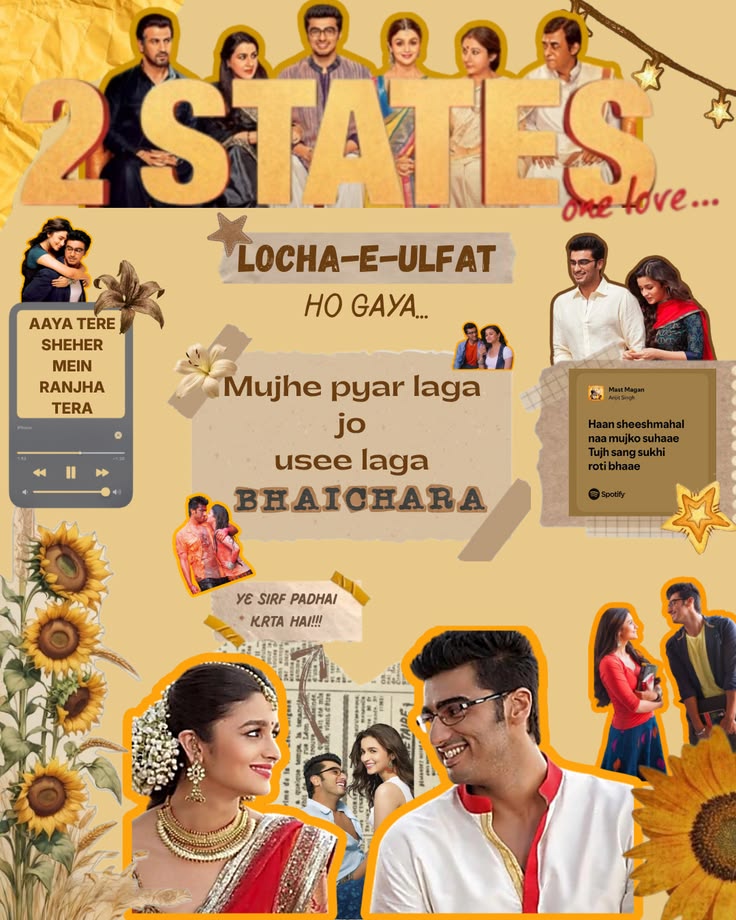 2 STATES
one love...
LOCHA-E-ULFAT
HO GAYA...
AAYA TERE
SHEHER
MEIN
RANJHA
TERA
Mujhe pyar laga
jo
usee laga
BHAICHARA
Mast Magan
Arijit Singh
Haan sheeshmahal
naa mujko suhaae
Tujh sang sukhi
roti bhaae
Spotify
YE SIRF PADHAI
K.RTA HAI!!!